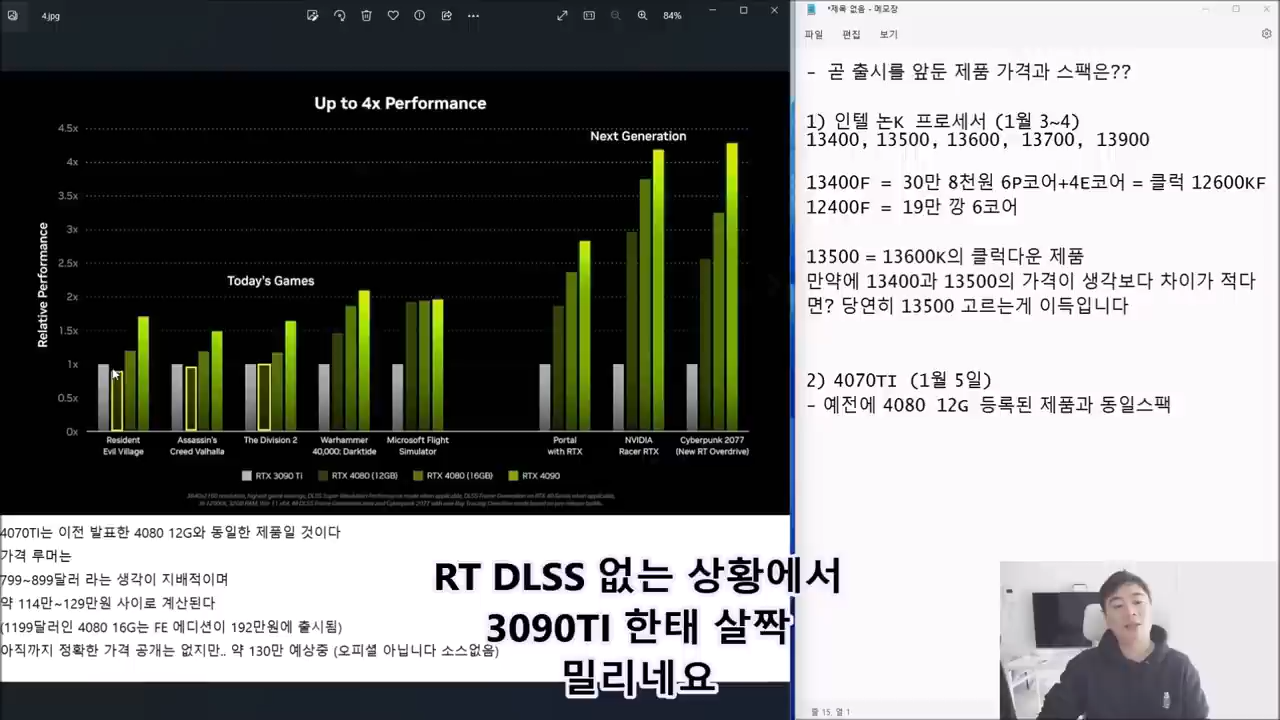 4.jpg
84%
Up to 4x Performance
Next Generation
Today's Games
Relative Performance
4.5x
4x
3.5x
3x
2.5x
2x
1.5x
1x
0.5x
0x
Resident
Evil Village
Assassin's
Creed Valhalla
The Division 2
Warhammer
40,000: Darktide
Microsoft Flight
Simulator
Portal
with RTX
NVIDIA
Racer RTX
Cyberpunk 2077
(New RT Overdrive)
RTX 3090 Ti
RTX 4080 (12GB)
RTX 4080 (16GB)
RTX 4090
4070TI는 이전 발표한 4080 12G와 동일한 제품일 것이다
가격 루머는
799~899달러 라는 생각이 지배적이며
약 114만~129만원 사이로 계산된다
(1199달러인 4080 16G는 FE 에디션이 192만원에 출시됨)
아직까지 정확한 가격 공개는 없지만.. 약 130만 예상중 (오피셜 아닙니다 소스없음)
RT DLSS 없는 상황에서
3090TI 한태 살짝
밀리네요
*제목 없음 - 메모장
파일 편집 보기
- 곧 출시를 앞둔 제품 가격과 스팩은??
1) 인텔 논K 프로세서 (1월 3~4)
13400, 13500, 13600, 13700, 13900
13400F = 30만 8천원 6P코어+4E코어 = 클럭 12600KF
12400F = 19만 깡 6코어
13500 = 13600K의 클럭다운 제품
만약에 13400과 13500의 가격이 생각보다 차이가 적다
면? 당연히 13500 고르는게 이득입니다
2) 4070TI (1월 5일)
- 예전에 4080 12G 등록된 제품과 동일스팩
줄 15, 열 1